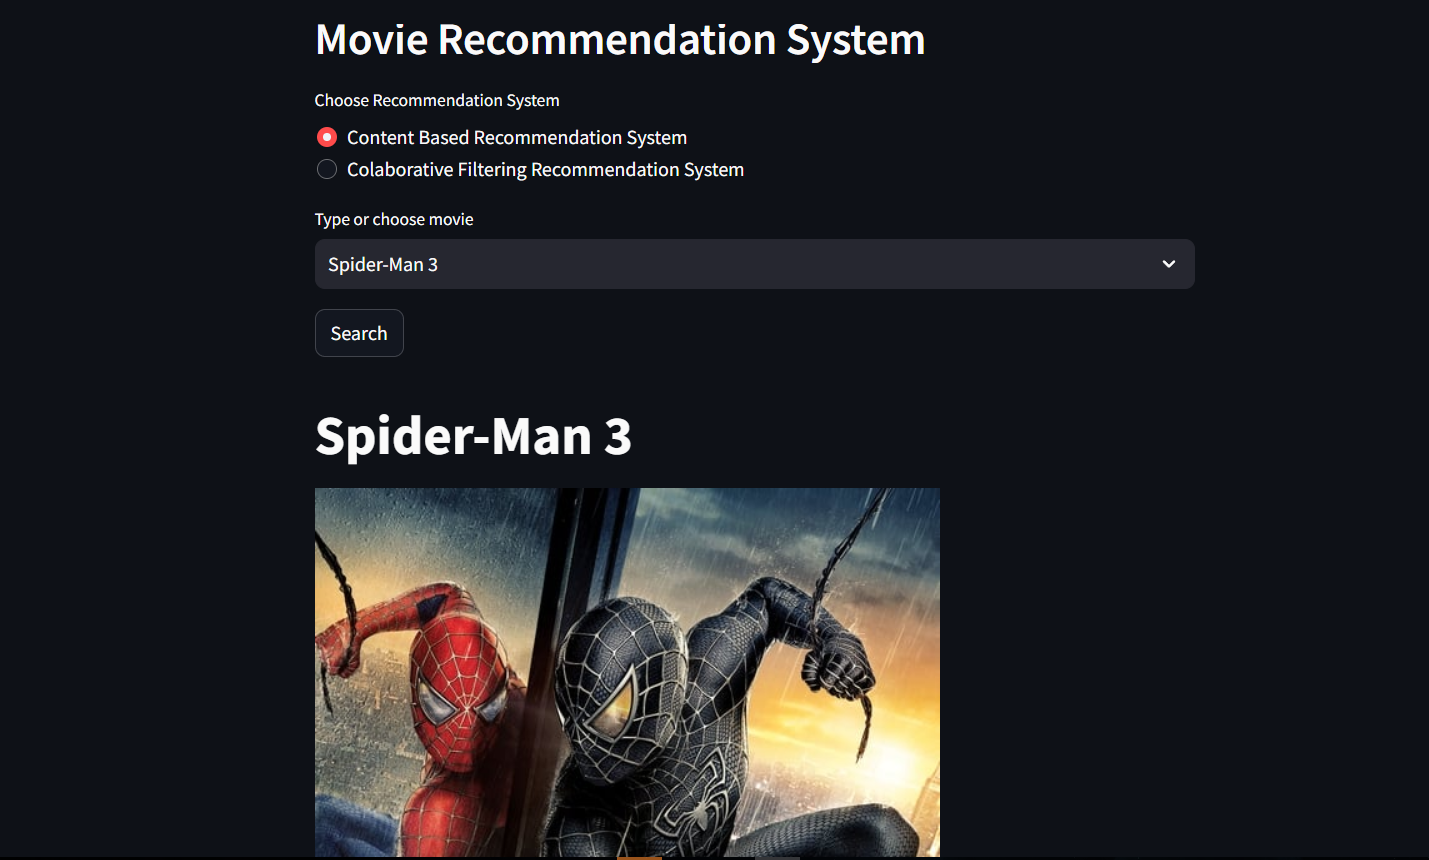 Movie Recommendation System
Choose Recommendation System
Content Based Recommendation System
Colaborative Filtering Recommendation System
Type or choose movie
Spider-Man 3
Search
Spider-Man 3